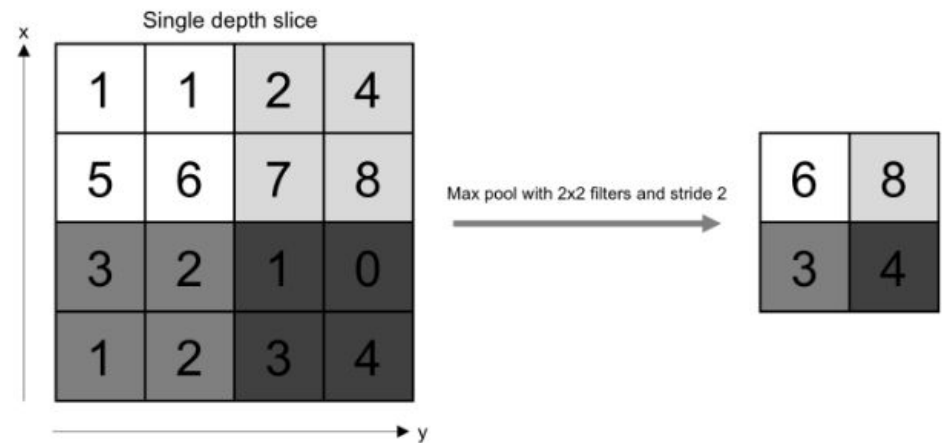 Single depth slice
x
1 1 2 4
5 6 7 8
3 2 1 0
1 2 3 4
y
Max pool with 2x2 filters and stride 2
6 8
3 4